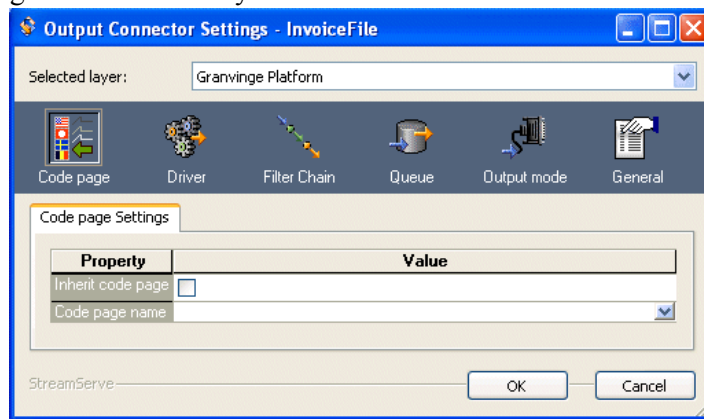 Output Connector Settings - InvoiceFile
Selected layer: Granvinge Platform
Code page Driver Filter Chain Queue Output mode General
Code page Settings
Property Value
Inherit code page
Code page name
StreamServe OK Cancel